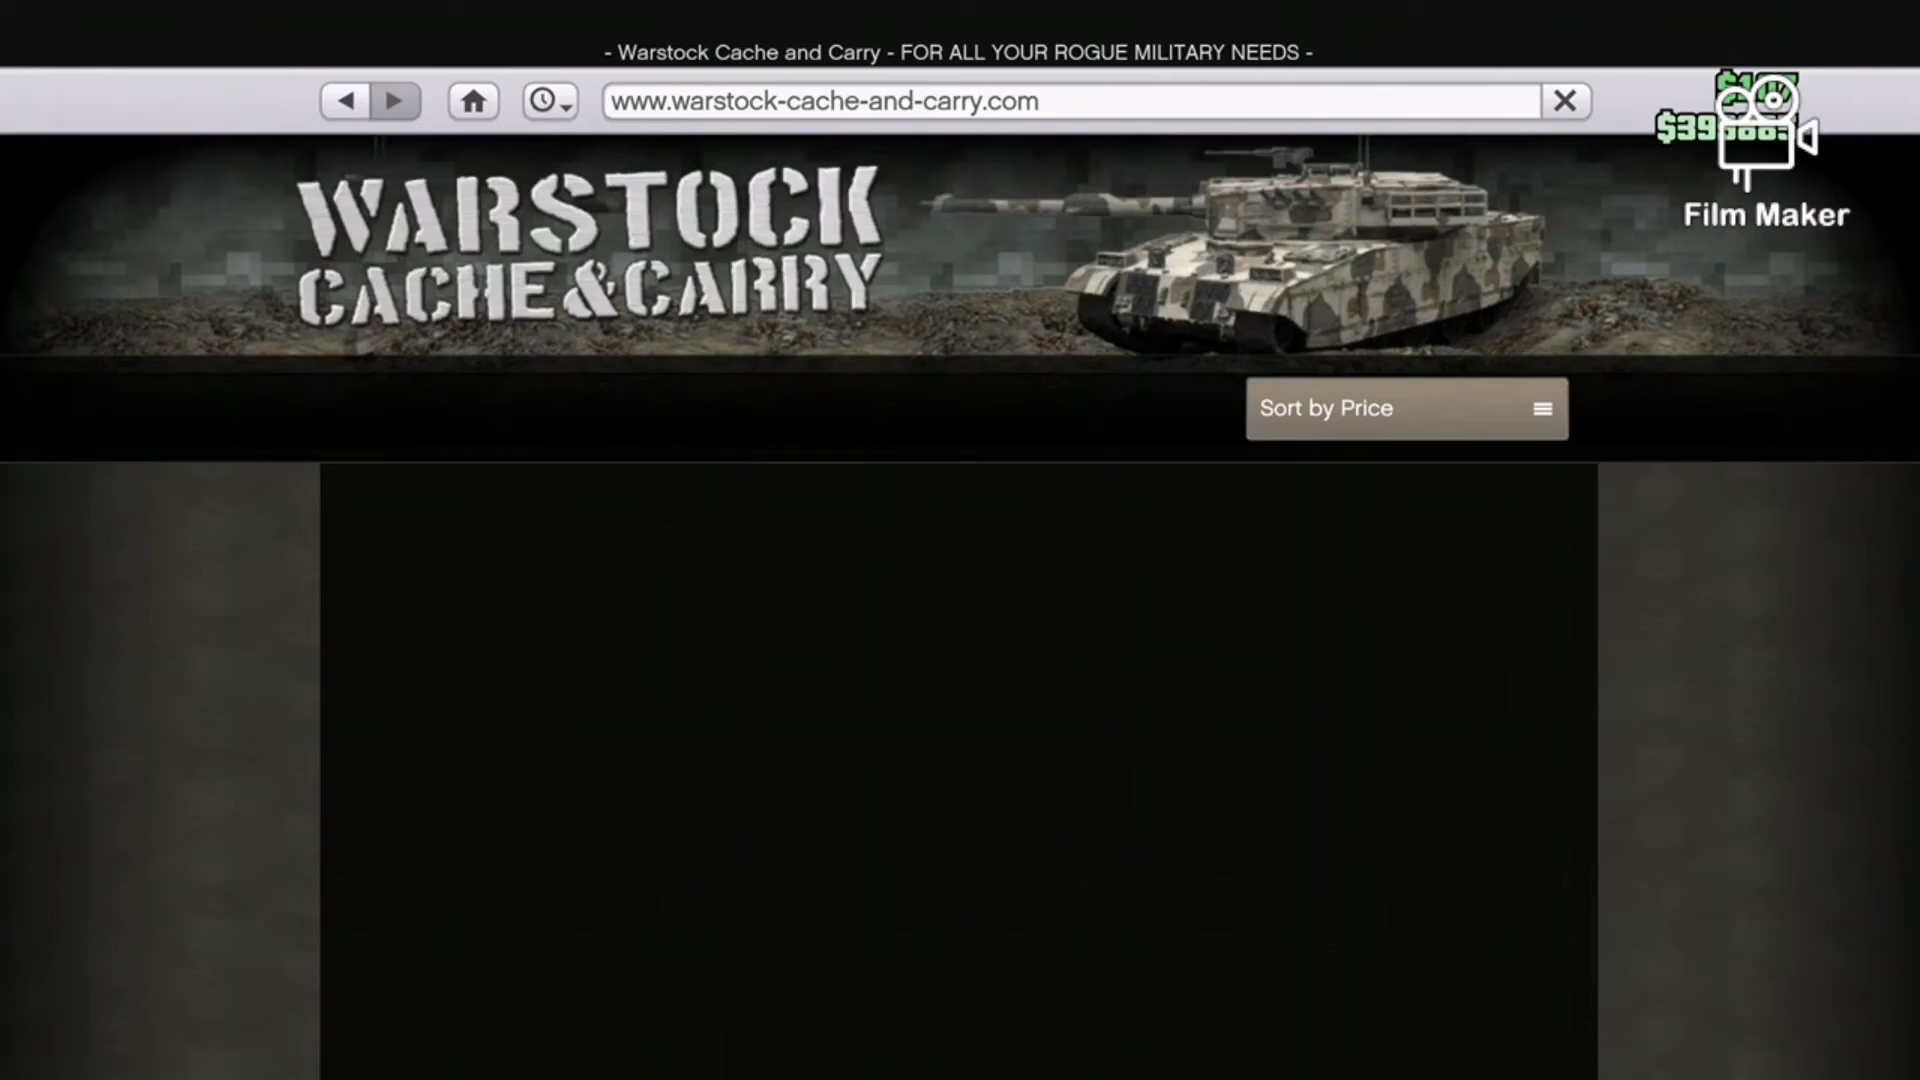 - Warstock Cache and Carry - FOR ALL YOUR ROGUE MILITARY NEEDS -
www.warstock-cache-and-carry.com
Film Maker
WARSTOCK
CACHE&CARRY
Sort by Price